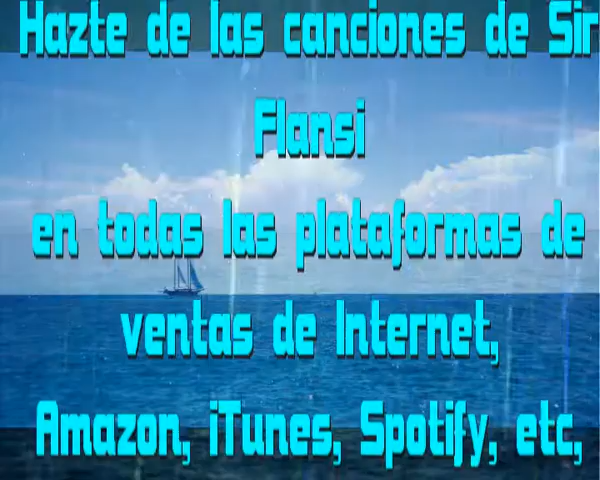 Hazte de las canciones de Sir
Flansi
en todas las plataformas de
ventas de Internet,
Amazon, iTunes, Spotify, etc,